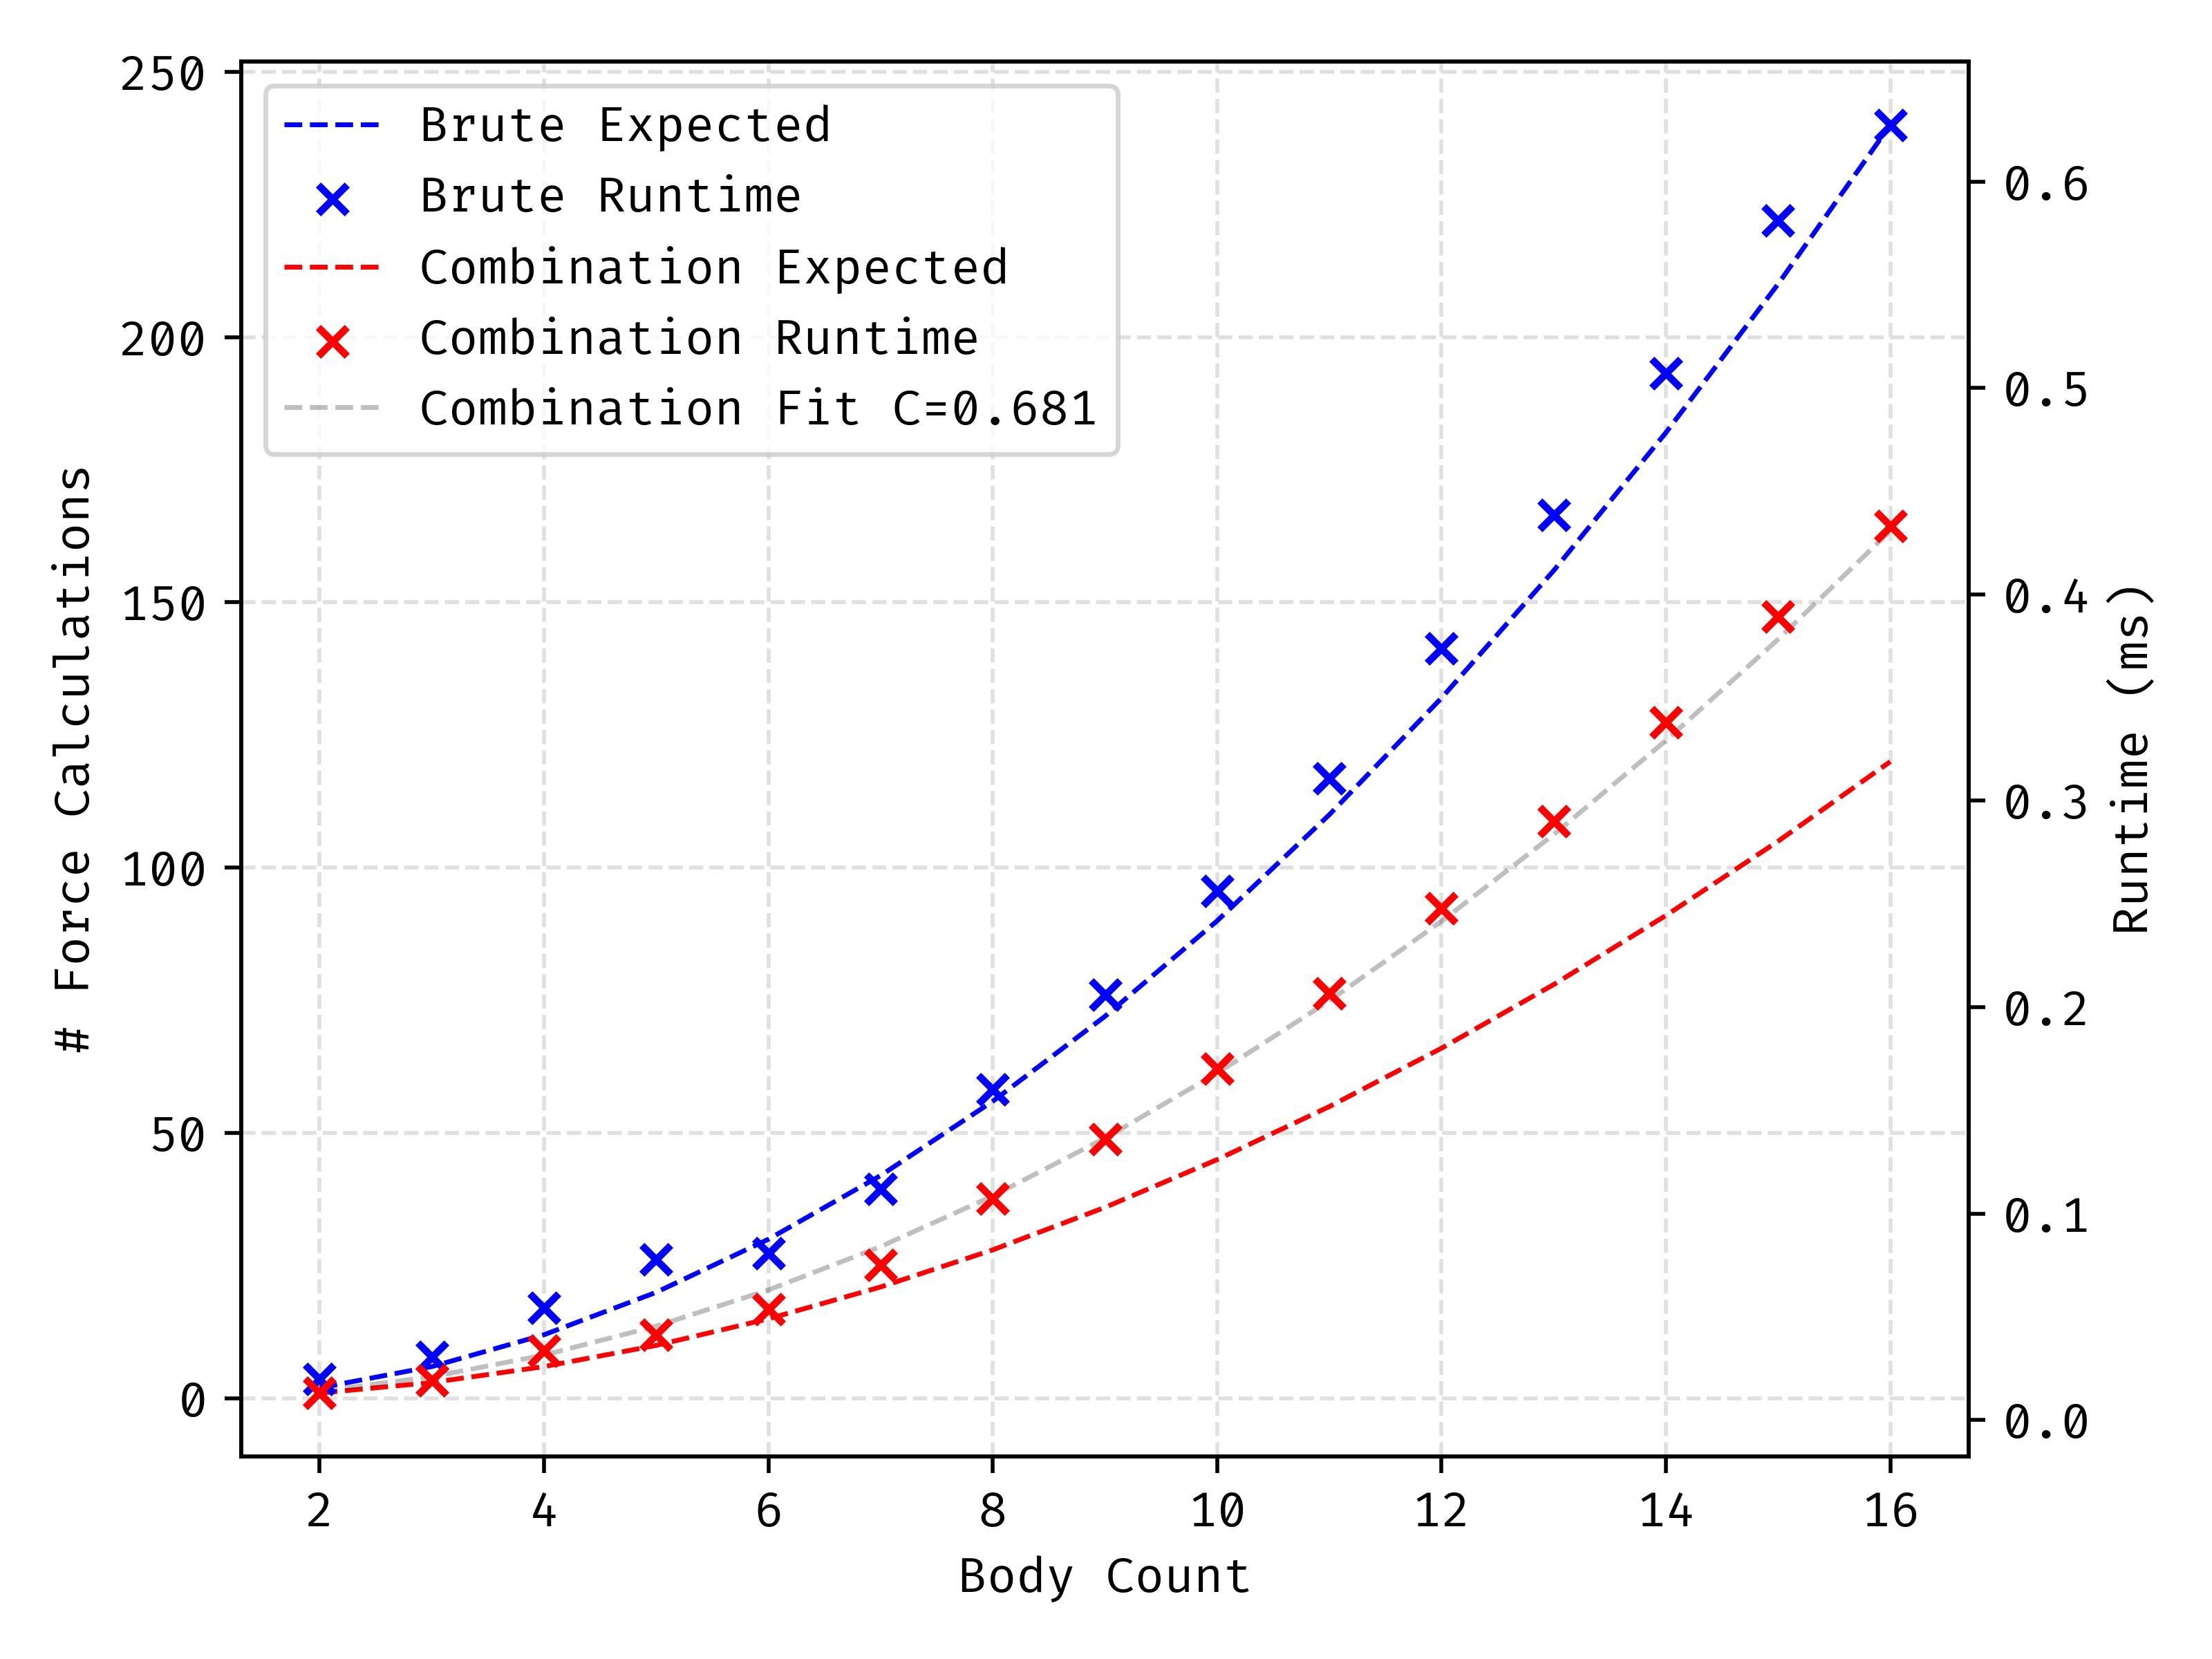 250
200
150
100
50
0
# Force Calculations
Brute Expected
Brute Runtime
Combination Expected
Combination Runtime
Combination Fit C=0.681
0.6
0.5
0.4
0.3
0.2
0.1
0.0
Runtime (ms)
2 4 6 8 10 12 14 16
Body Count